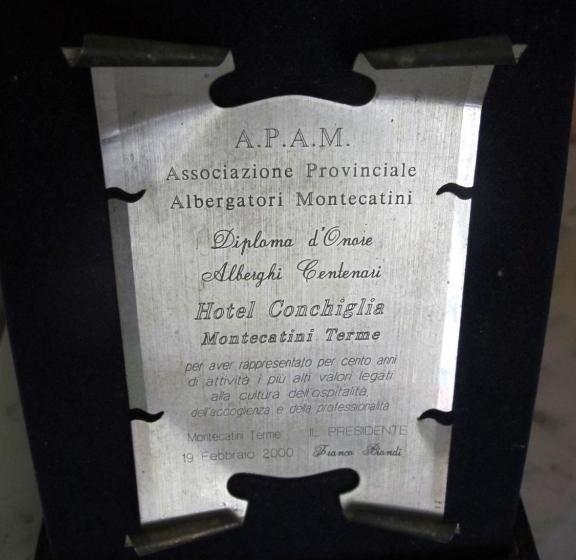 A.P.A.M.
Associazione Provinciale
Albergatori Montecatini
Diploma d'Onore
Alberghi Centenari
Hotel Conchiglia
Montecatini Terme
per aver rappresentato per cento anni
di attività i più alti valori legati
alla cultura dell'ospitalità,
dell'accoglienza e della professionalità
Montecatini Terme IL PRESIDENTE
19 Febbraio 2000 Franco Biondi